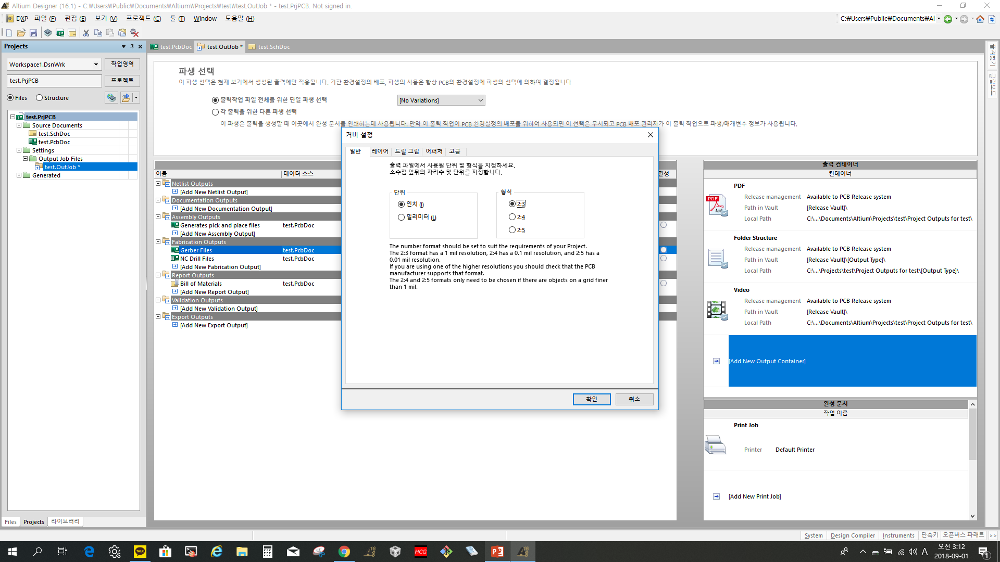 Altium Designer (16.1) - C:₩Users₩Public₩Documents₩Altium₩Projects₩test₩test.OutJob * - test.PrjPCB. Not signed in.
DXP 파일 (F) 편집 (E) 보기 (V) 프로젝트 (C) 툴 (T) Window 도움말 (H)
C:₩Users₩Public₩Documents₩Al
Projects
Workspace1.DsnWrk 작업영역
test.PrjPCB 프로젝트
Files Structure
test.PrjPCB
Source Documents
test.SchDoc
test.PcbDoc
Settings
Output Job Files
test.OutJob *
Generated
Files Projects 라이브러리
test.PcbDoc test.OutJob * test.SchDoc
파생 선택
이 파생 선택은 현재 보기에서 생성된 출력에만 적용됩니다. 기판 환경설정의 배포, 파생의 사용은 항상 PCB의 환경설정에 파생의 선택에 의하여 결정됩니다
출력작업 파일 전체를 위한 단일 파생 선택 [No Variations]
각 출력을 위한 다른 파생 선택
이 파생은 출력을 생성할 때 이곳에서 완성 문서를 인쇄하는데 사용됩니다. 만약 이 출력 작업이 PCB 환경설정의 배포를 위하여 사용되면 이 선택은 무시되고 PCB 배포 관리자가 이 출력 작업으로 파생/매개변수 정보가 사용됩니다.
이름 데이터 소스 활성
Netlist Outputs
[Add New Netlist Output]
Documentation Outputs
[Add New Documentation Output]
Assembly Outputs
Generates pick and place files test.PcbDoc
[Add New Assembly Output]
Fabrication Outputs
Gerber Files test.PcbDoc
NC Drill Files test.PcbDoc
[Add New Fabrication Output]
Report Outputs
Bill of Materials test.PcbDoc
[Add New Report Output]
Validation Outputs
[Add New Validation Output]
Export Outputs
[Add New Export Output]
거버 설정
일반 레이어 드릴 그림 어퍼처 고급
출력 파일에서 사용될 단위 및 형식을 지정하세요.
소수점 앞뒤의 자리수 및 단위를 지정합니다.
단위
인치 (I)
밀리미터 (L)
형식
2:3
2:4
2:5
The number format should be set to suit the requirements of your Project.
The 2:3 format has a 1 mil resolution, 2:4 has a 0.1 mil resolution, and 2:5 has a
0.01 mil resolution.
If you are using one of the higher resolutions you should check that the PCB
manufacturer supports that format.
The 2:4 and 2:5 formats only need to be chosen if there are objects on a grid finer
than 1 mil.
확인 취소
출력 컨테이너
컨테이너
PDF
Release management Available to PCB Release system
Path in Vault [Release Vault]\
Local Path C:\...\Documents\Altium\Projects\test\Project Outputs for test\
Folder Structure
Release management Available to PCB Release system
Path in Vault [Release Vault]\[Output Type]\
Local Path C:\...\Projects\test\Project Outputs for test\[Output Type]\
Video
Release management Available to PCB Release system
Path in Vault [Release Vault]\
Local Path C:\...\Documents\Altium\Projects\test\Project Outputs for test\
[Add New Output Container]
완성 문서
작업 이름
Print Job
Printer Default Printer
[Add New Print Job]
즐겨찾기
클립보드
System Design Compiler Instruments 단축키 오픈버스 파래트 >>
TALK
HCG
A
오전 3:12
2018-09-01
1